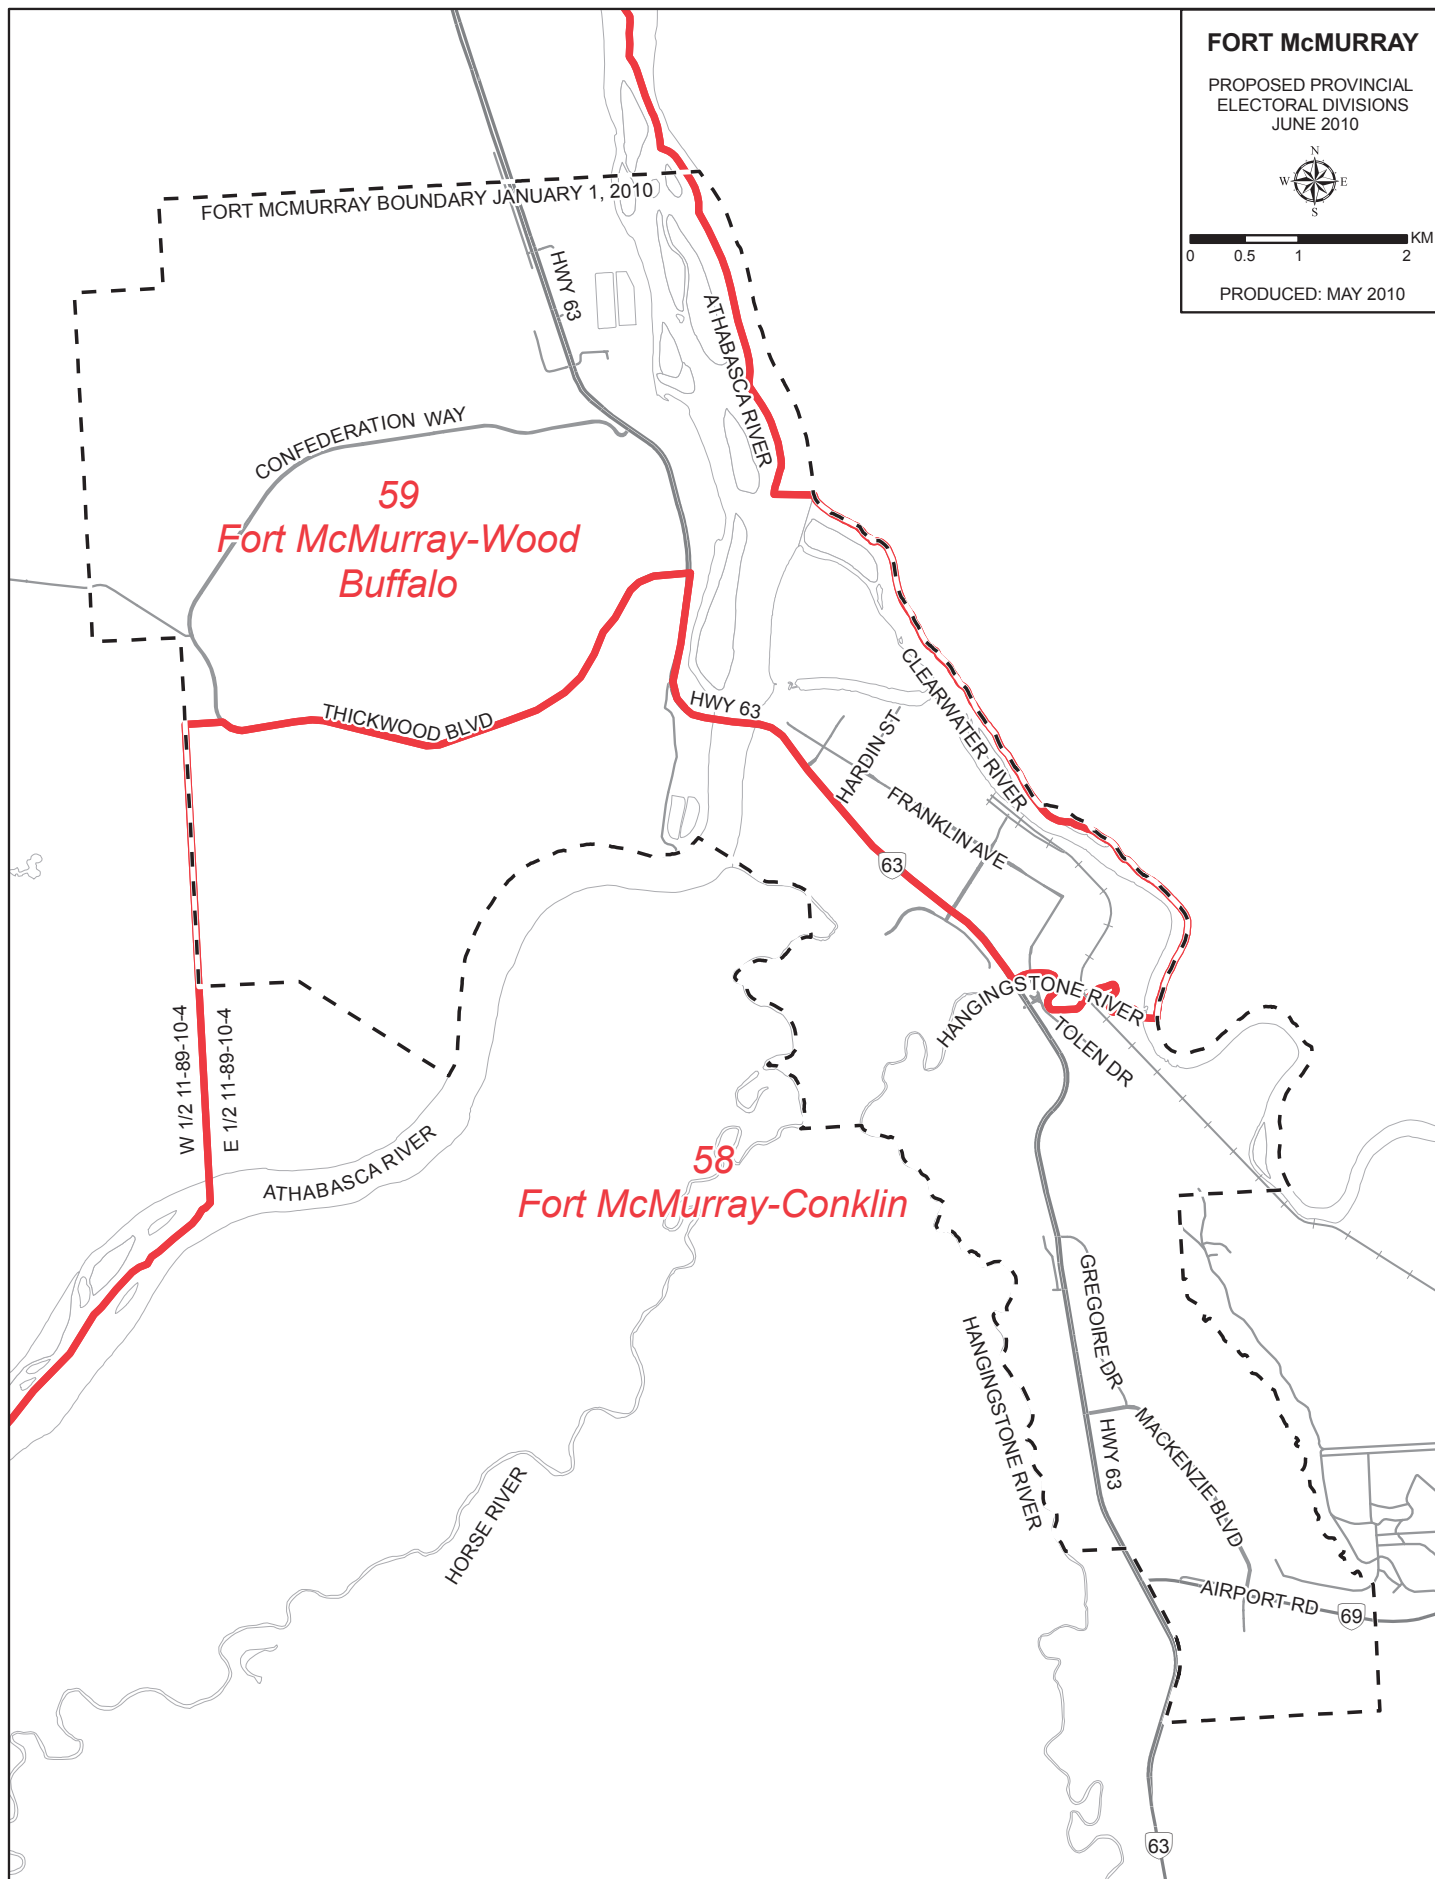 FORT McMURRAY
PROPOSED PROVINCIAL
ELECTORAL DIVISIONS
JUNE 2010
N
W E
S
KM
0 0.5 1 2
PRODUCED: MAY 2010
FORT MCMURRAY BOUNDARY JANUARY 1, 2010
HWY 63
ATHABASCA RIVER
CONFEDERATION WAY
59
Fort McMurray-Wood
Buffalo
THICKWOOD BLVD
HWY 63
CLEARWATER RIVER
HARDIN ST
FRANKLIN AVE
63
HANGINGSTONE RIVER
TOLEN DR
W 1/2 11-89-10-4
E 1/2 11-89-10-4
ATHABASCA RIVER
58
Fort McMurray-Conklin
GREGOIRE DR
HANGINGSTONE RIVER
HWY 63
MACKENZIE BLVD
HORSE RIVER
AIRPORT RD
69
63